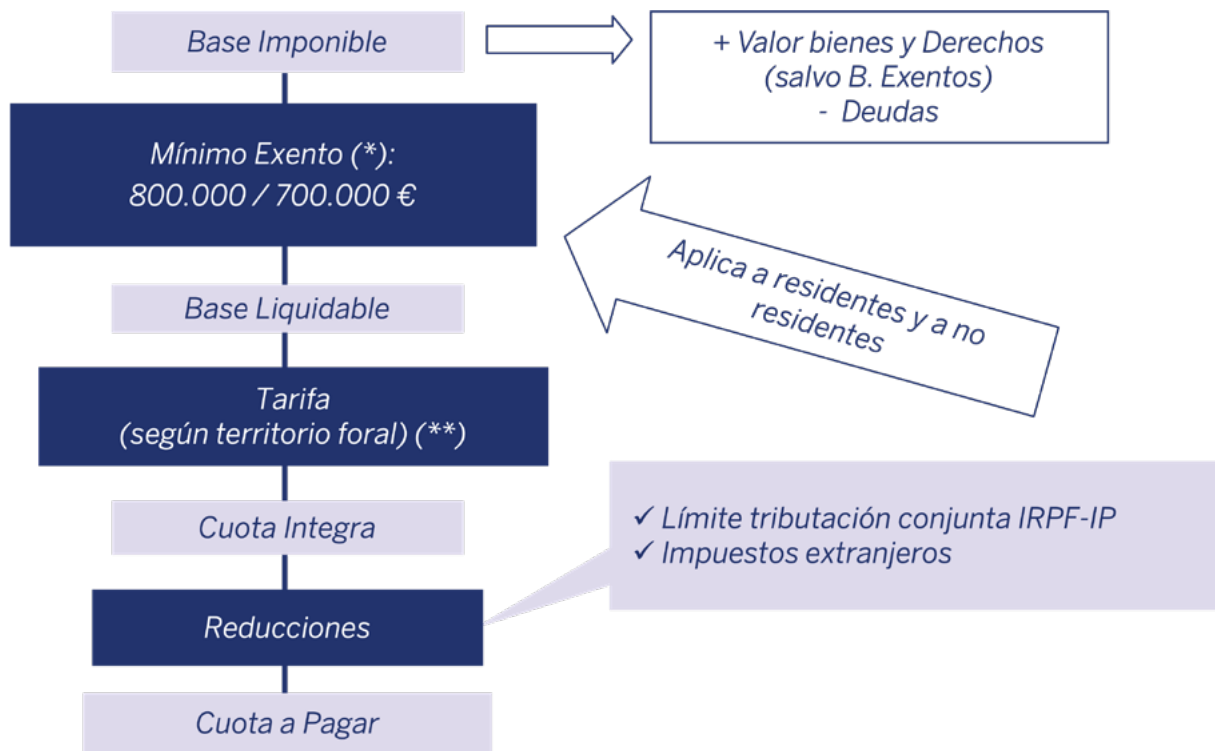 Base Imponible
+ Valor bienes y Derechos
(salvo B. Exentos)
- Deudas
Mínimo Exento (*):
800.000 / 700.000 €
Aplica a residentes y a no
residentes
Base Liquidable
Tarifa
(según territorio foral) (**)
Cuota Integra
✓ Límite tributación conjunta IRPF-IP
✓ Impuestos extranjeros
Reducciones
Cuota a Pagar